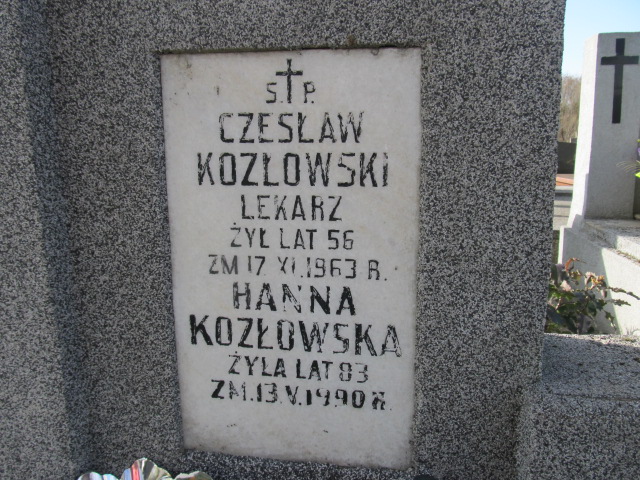 Ś.P.
CZESŁAW
KOZŁOWSKI
LEKARZ
ŻYŁ LAT 56
ZM 17 XI.1963 R.
HANNA
KOZŁOWSKA
ŻYŁA LAT 83
ZM.13.V.1990 R.